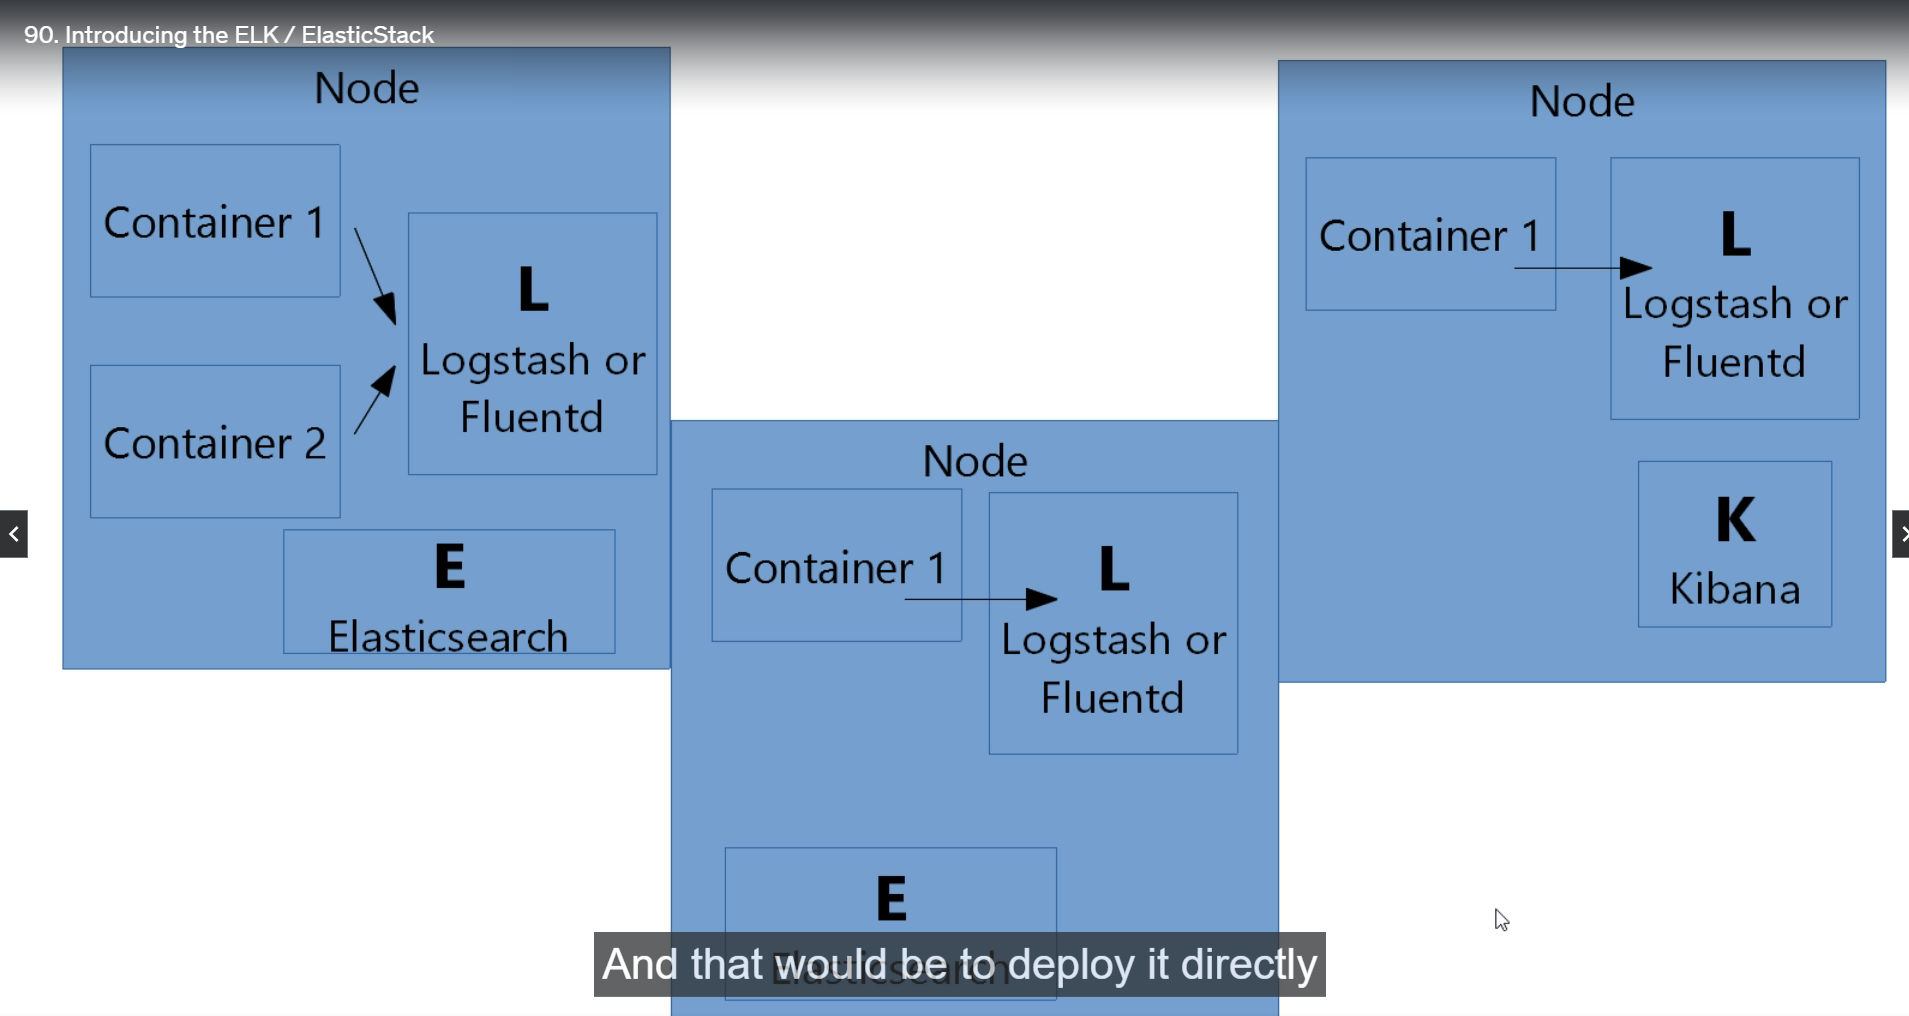 90. Introducing the ELK / ElasticStack
Node
Container 1
Container 2
L
Logstash or
Fluentd
E
Elasticsearch
Node
Container 1
L
Logstash or
Fluentd
E
Elasticsearch
Node
Container 1
L
Logstash or
Fluentd
K
Kibana
And that would be to deploy it directly